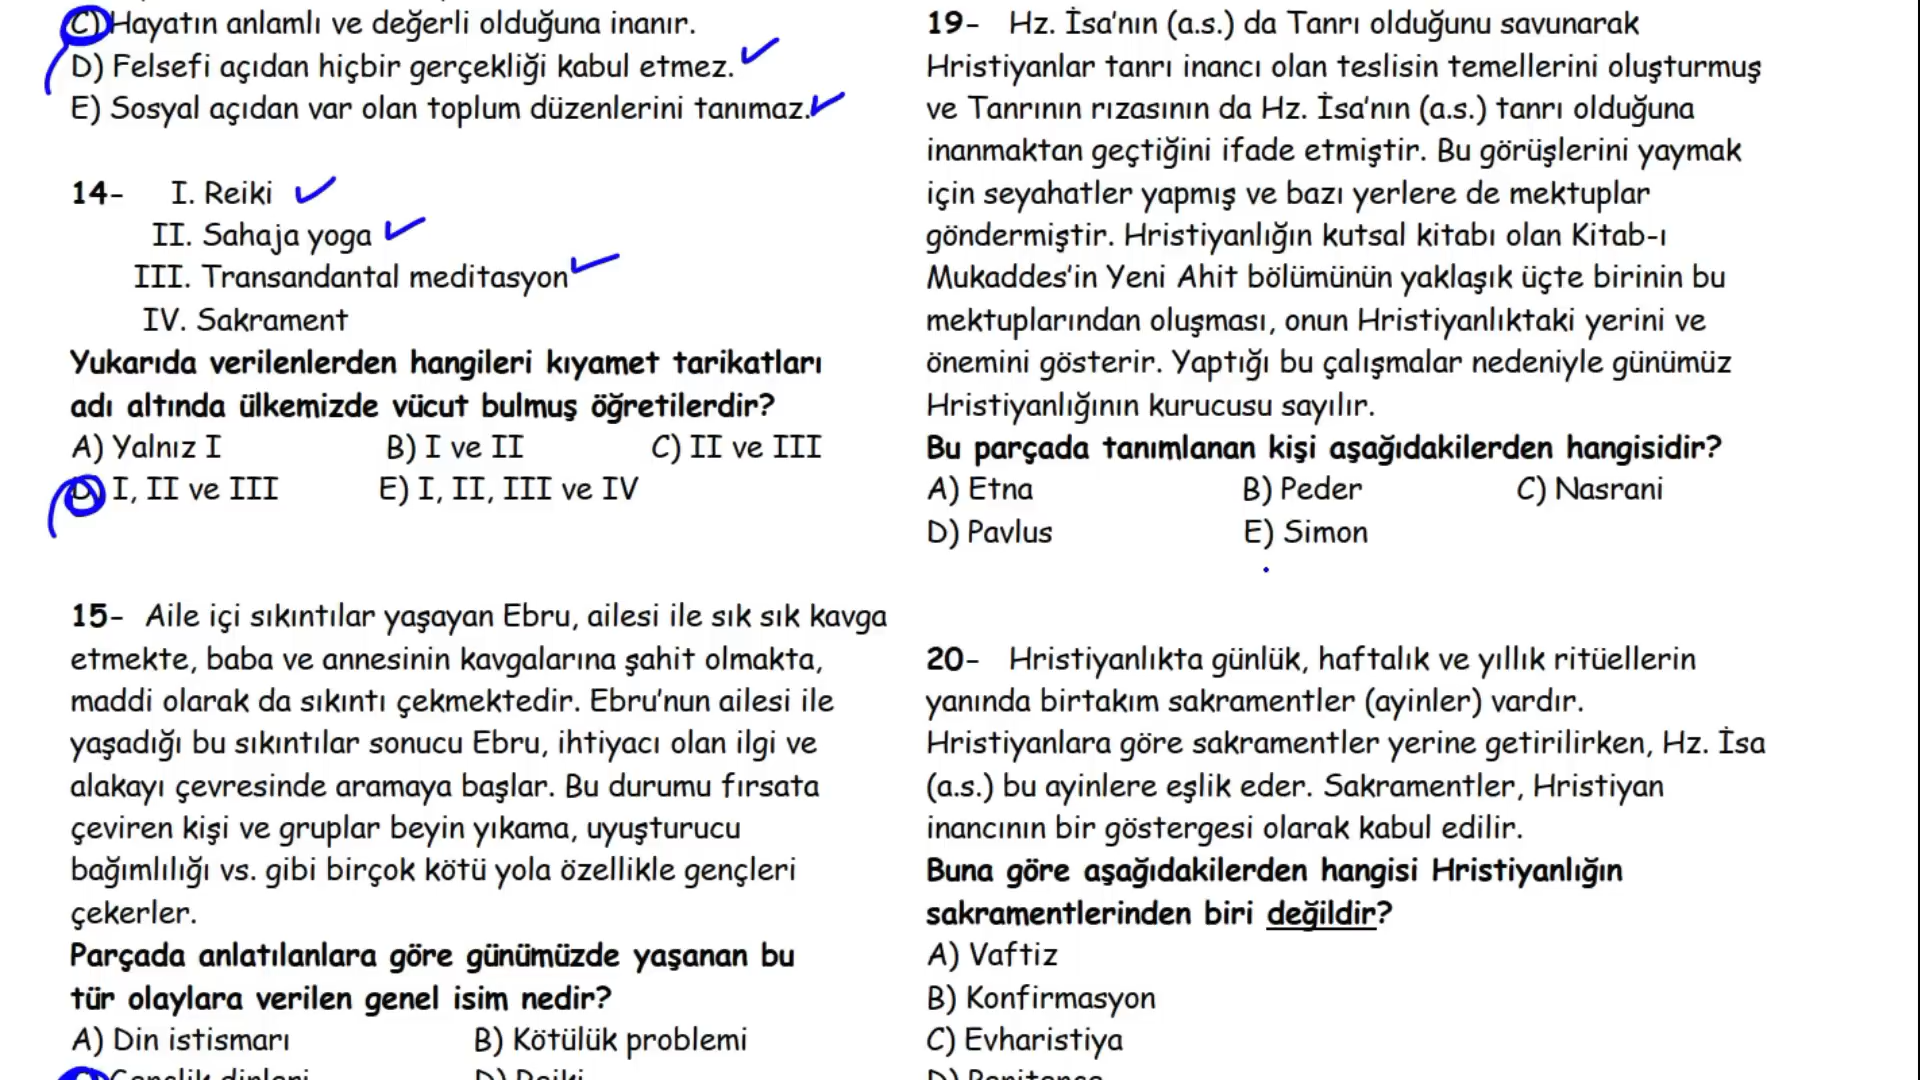 C) Hayatın anlamlı ve değerli olduğuna inanır.
D) Felsefi açıdan hiçbir gerçekliği kabul etmez.
E) Sosyal açıdan var olan toplum düzenlerini tanımaz.
14- I. Reiki
II. Sahaja yoga
III. Transandantal meditasyon
IV. Sakrament
Yukarıda verilenlerden hangileri kıyamet tarikatları
adı altında ülkemizde vücut bulmuş öğretilerdir?
A) Yalnız I B) I ve II C) II ve III
D) I, II ve III E) I, II, III ve IV
15- Aile içi sıkıntılar yaşayan Ebru, ailesi ile sık sık kavga
etmekte, baba ve annesinin kavgalarına şahit olmakta,
maddi olarak da sıkıntı çekmektedir. Ebru'nun ailesi ile
yaşadığı bu sıkıntılar sonucu Ebru, ihtiyacı olan ilgi ve
alakayı çevresinde aramaya başlar. Bu durumu fırsata
çeviren kişi ve gruplar beyin yıkama, uyuşturucu
bağımlılığı vs. gibi birçok kötü yola özellikle gençleri
çekerler.
Parçada anlatılanlara göre günümüzde yaşanan bu
tür olaylara verilen genel isim nedir?
A) Din istismarı B) Kötülük problemi
C) Gençlik dinleri D) Reiki
19- Hz. İsa'nın (a.s.) da Tanrı olduğunu savunarak
Hristiyanlar tanrı inancı olan teslisin temellerini oluşturmuş
ve Tanrının rızasının da Hz. İsa'nın (a.s.) tanrı olduğuna
inanmaktan geçtiğini ifade etmiştir. Bu görüşlerini yaymak
için seyahatler yapmış ve bazı yerlere de mektuplar
göndermiştir. Hristiyanlığın kutsal kitabı olan Kitab-ı
Mukaddes'in Yeni Ahit bölümünün yaklaşık üçte birinin bu
mektuplarından oluşması, onun Hristiyanlıktaki yerini ve
önemini gösterir. Yaptığı bu çalışmalar nedeniyle günümüz
Hristiyanlığının kurucusu sayılır.
Bu parçada tanımlanan kişi aşağıdakilerden hangisidir?
A) Etna B) Peder C) Nasrani
D) Pavlus E) Simon
20- Hristiyanlıkta günlük, haftalık ve yıllık ritüellerin
yanında birtakım sakramentler (ayinler) vardır.
Hristiyanlara göre sakramentler yerine getirilirken, Hz. İsa
(a.s.) bu ayinlere eşlik eder. Sakramentler, Hristiyan
inancının bir göstergesi olarak kabul edilir.
Buna göre aşağıdakilerden hangisi Hristiyanlığın
sakramentlerinden biri değildir?
A) Vaftiz
B) Konfirmasyon
C) Evharistiya